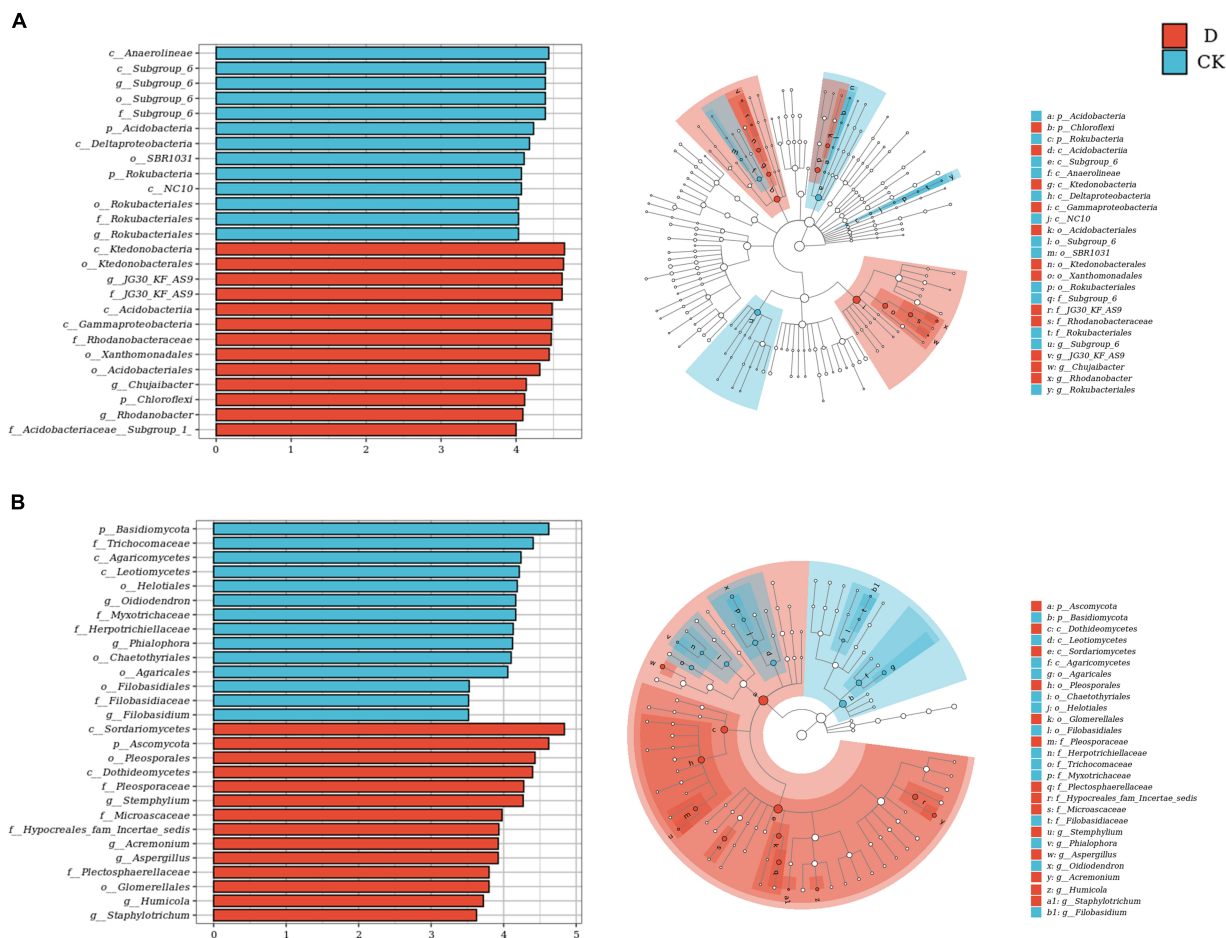 A
D
CK
c__Anaerolineae
c__Subgroup_6
g__Subgroup_6
o__Subgroup_6
f__Subgroup_6
p__Acidobacteria
c__Deltaproteobacteria
o__SBR1031
p__Rokubacteria
c__NC10
o__Rokubacteriales
f__Rokubacteriales
g__Rokubacteriales
c__Ktedonobacteria
o__Ktedonobacterales
g__JG30_KF_AS9
f__JG30_KF_AS9
c__Acidobacteriia
c__Gammaproteobacteria
f__Rhodanobacteraceae
o__Xanthomonadales
o__Acidobacteriales
g__Chujaibacter
p__Chloroflexi
g__Rhodanobacter
f__Acidobacteriaceae__Subgroup_1_
0 1 2 3 4
a: p__Acidobacteria
b: p__Chloroflexi
c: p__Rokubacteria
d: c__Acidobacteriia
e: c__Subgroup_6
f: c__Anaerolineae
g: c__Ktedonobacteria
h: c__Deltaproteobacteria
i: c__Gammaproteobacteria
j: c__NC10
k: o__Acidobacteriales
l: o__Subgroup_6
m: o__SBR1031
n: o__Ktedonobacterales
o: o__Xanthomonadales
p: o__Rokubacteriales
q: f__Subgroup_6
r: f__JG30_KF_AS9
s: f__Rhodanobacteraceae
t: f__Rokubacteriales
u: g__Subgroup_6
v: g__JG30_KF_AS9
w: g__Chujaibacter
x: g__Rhodanobacter
y: g__Rokubacteriales
B
p__Basidiomycota
f__Trichocomaceae
c__Agaricomycetes
c__Leotiomycetes
o__Helotiales
g__Oidiodendron
f__Myxotrichaceae
f__Herpotrichiellaceae
g__Phialophora
o__Chaetothyriales
o__Agaricales
o__Filobasidiales
f__Filobasidiaceae
g__Filobasidium
c__Sordariomycetes
p__Ascomycota
o__Pleosporales
c__Dothideomycetes
f__Pleosporaceae
g__Stemphylium
f__Microascaceae
f__Hypocreales_fam_Incertae_sedis
g__Acremonium
g__Aspergillus
f__Plectosphaerellaceae
o__Glomerellales
g__Humicola
g__Staphylotrichum
0 1 2 3 4 5
a: p__Ascomycota
b: p__Basidiomycota
c: c__Dothideomycetes
d: c__Leotiomycetes
e: c__Sordariomycetes
f: c__Agaricomycetes
g: o__Agaricales
h: o__Pleosporales
i: o__Chaetothyriales
j: o__Helotiales
k: o__Glomerellales
l: o__Filobasidiales
m: f__Pleosporaceae
n: f__Herpotrichiellaceae
o: f__Trichocomaceae
p: f__Myxotrichaceae
q: f__Plectosphaerellaceae
r: f__Hypocreales_fam_Incertae_sedis
s: f__Microascaceae
t: f__Filobasidiaceae
u: g__Stemphylium
v: g__Phialophora
w: g__Aspergillus
x: g__Oidiodendron
y: g__Acremonium
z: g__Humicola
a1: g__Staphylotrichum
b1: g__Filobasidium